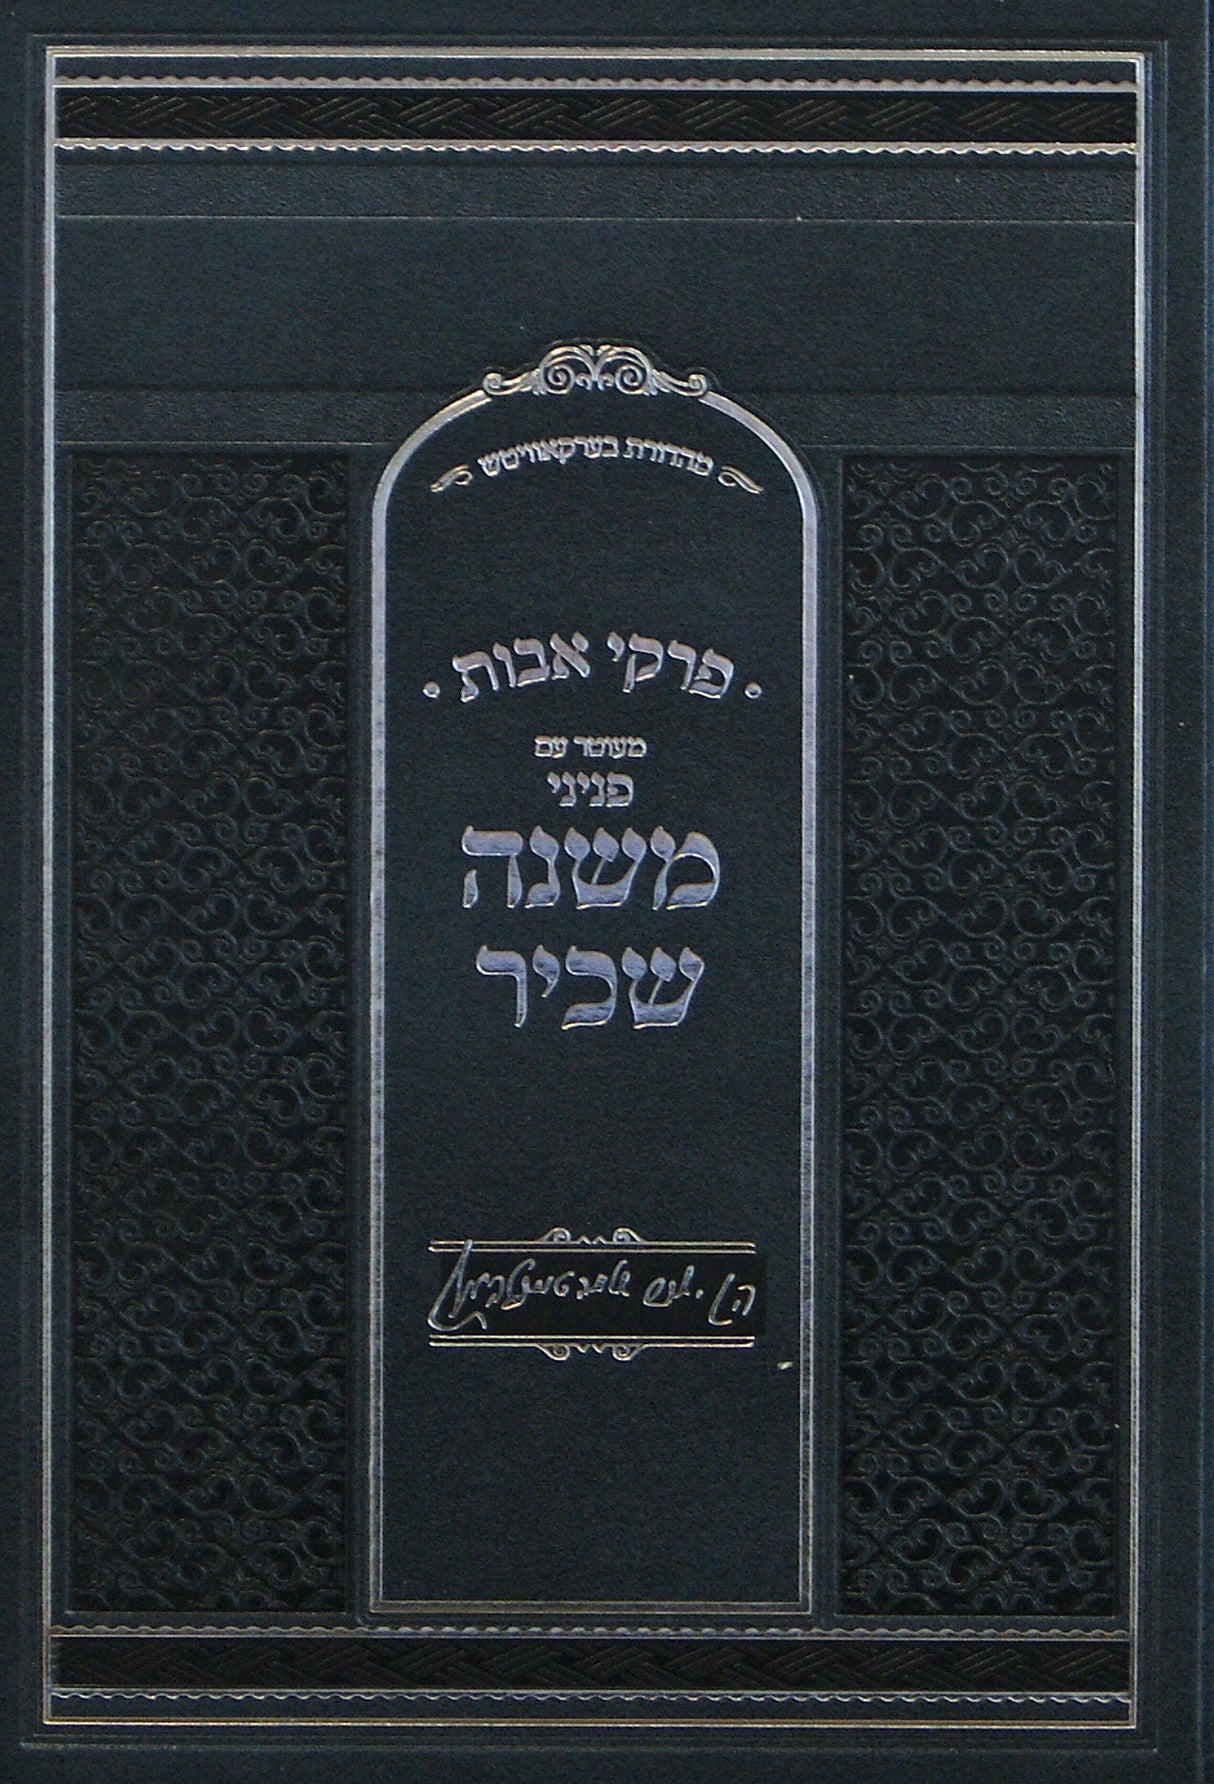 מהדורת בערקאוויטש
• פרקי אבות •
מעוטר עם
פניני
משנה
שכיר